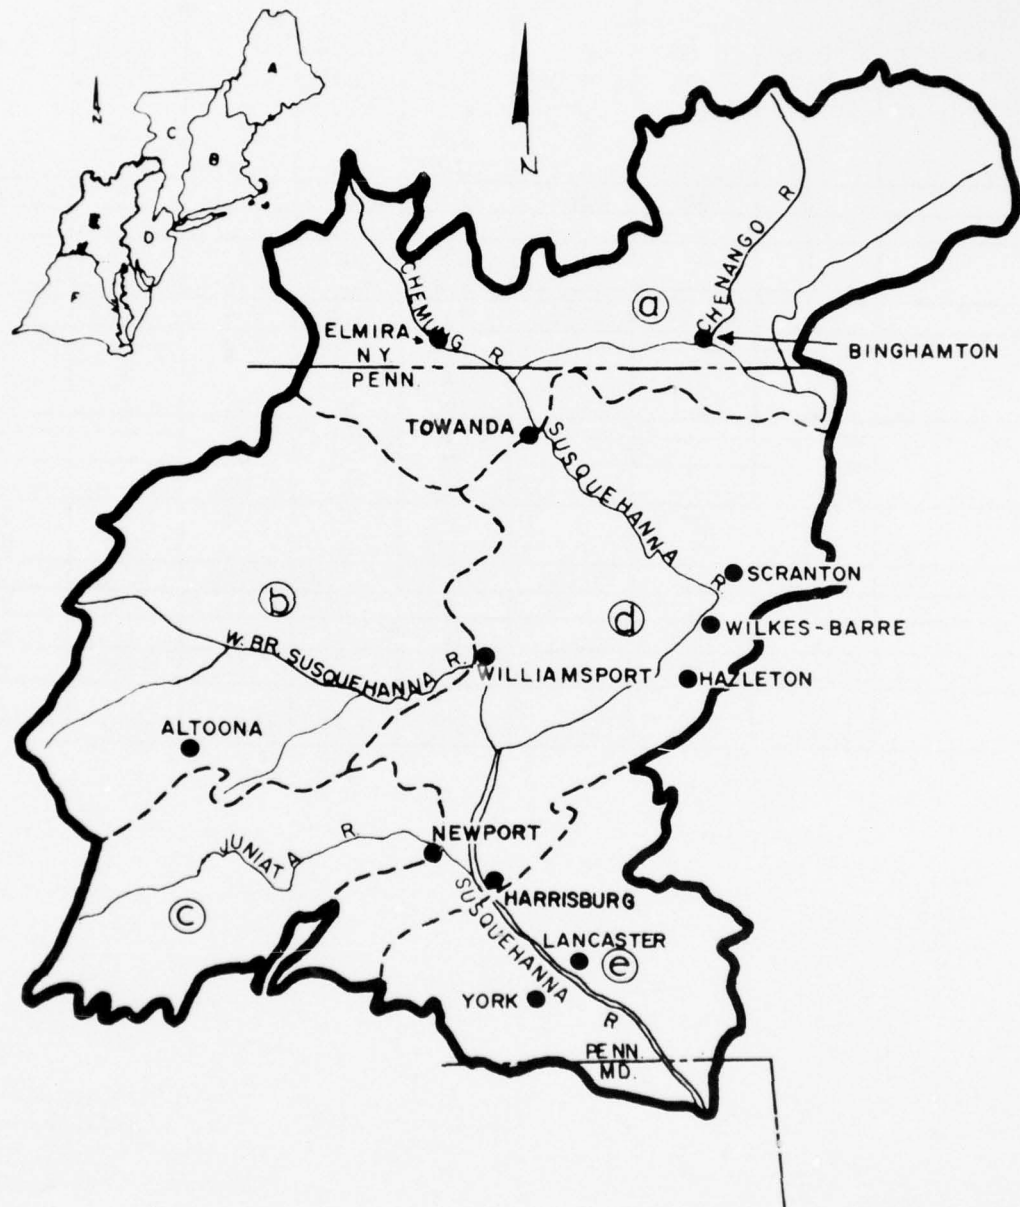 A
C
B
N
E
D
F
N
CHENANGO R
CHEMUNG R.
a
ELMIRA
N.Y.
PENN.
BINGHAMTON
TOWANDA
SUSQUEHANNA R
SCRANTON
b
d
WILKES-BARRE
W. BR. SUSQUEHANNA R.
WILLIAMSPORT
HAZLETON
ALTOONA
NEWPORT
JUNIATA R.
HARRISBURG
c
SUSQUEHANNA R
LANCASTER
e
YORK
PENN.
MD.